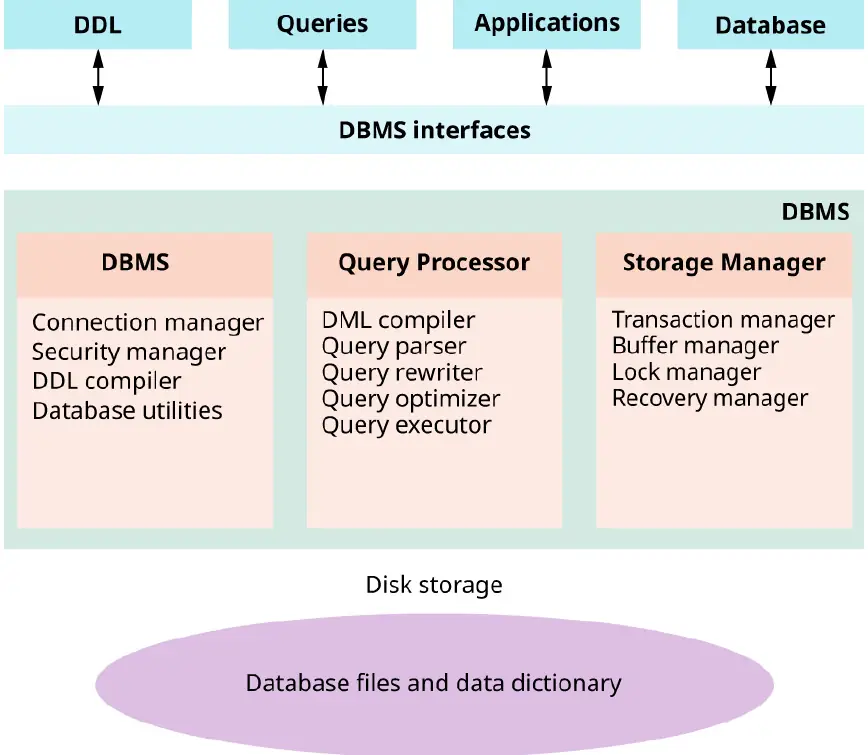 DDL
Queries
Applications
Database
DBMS interfaces
DBMS
DBMS
Connection manager
Security manager
DDL compiler
Database utilities
Query Processor
DML compiler
Query parser
Query rewriter
Query optimizer
Query executor
Storage Manager
Transaction manager
Buffer manager
Lock manager
Recovery manager
Disk storage
Database files and data dictionary